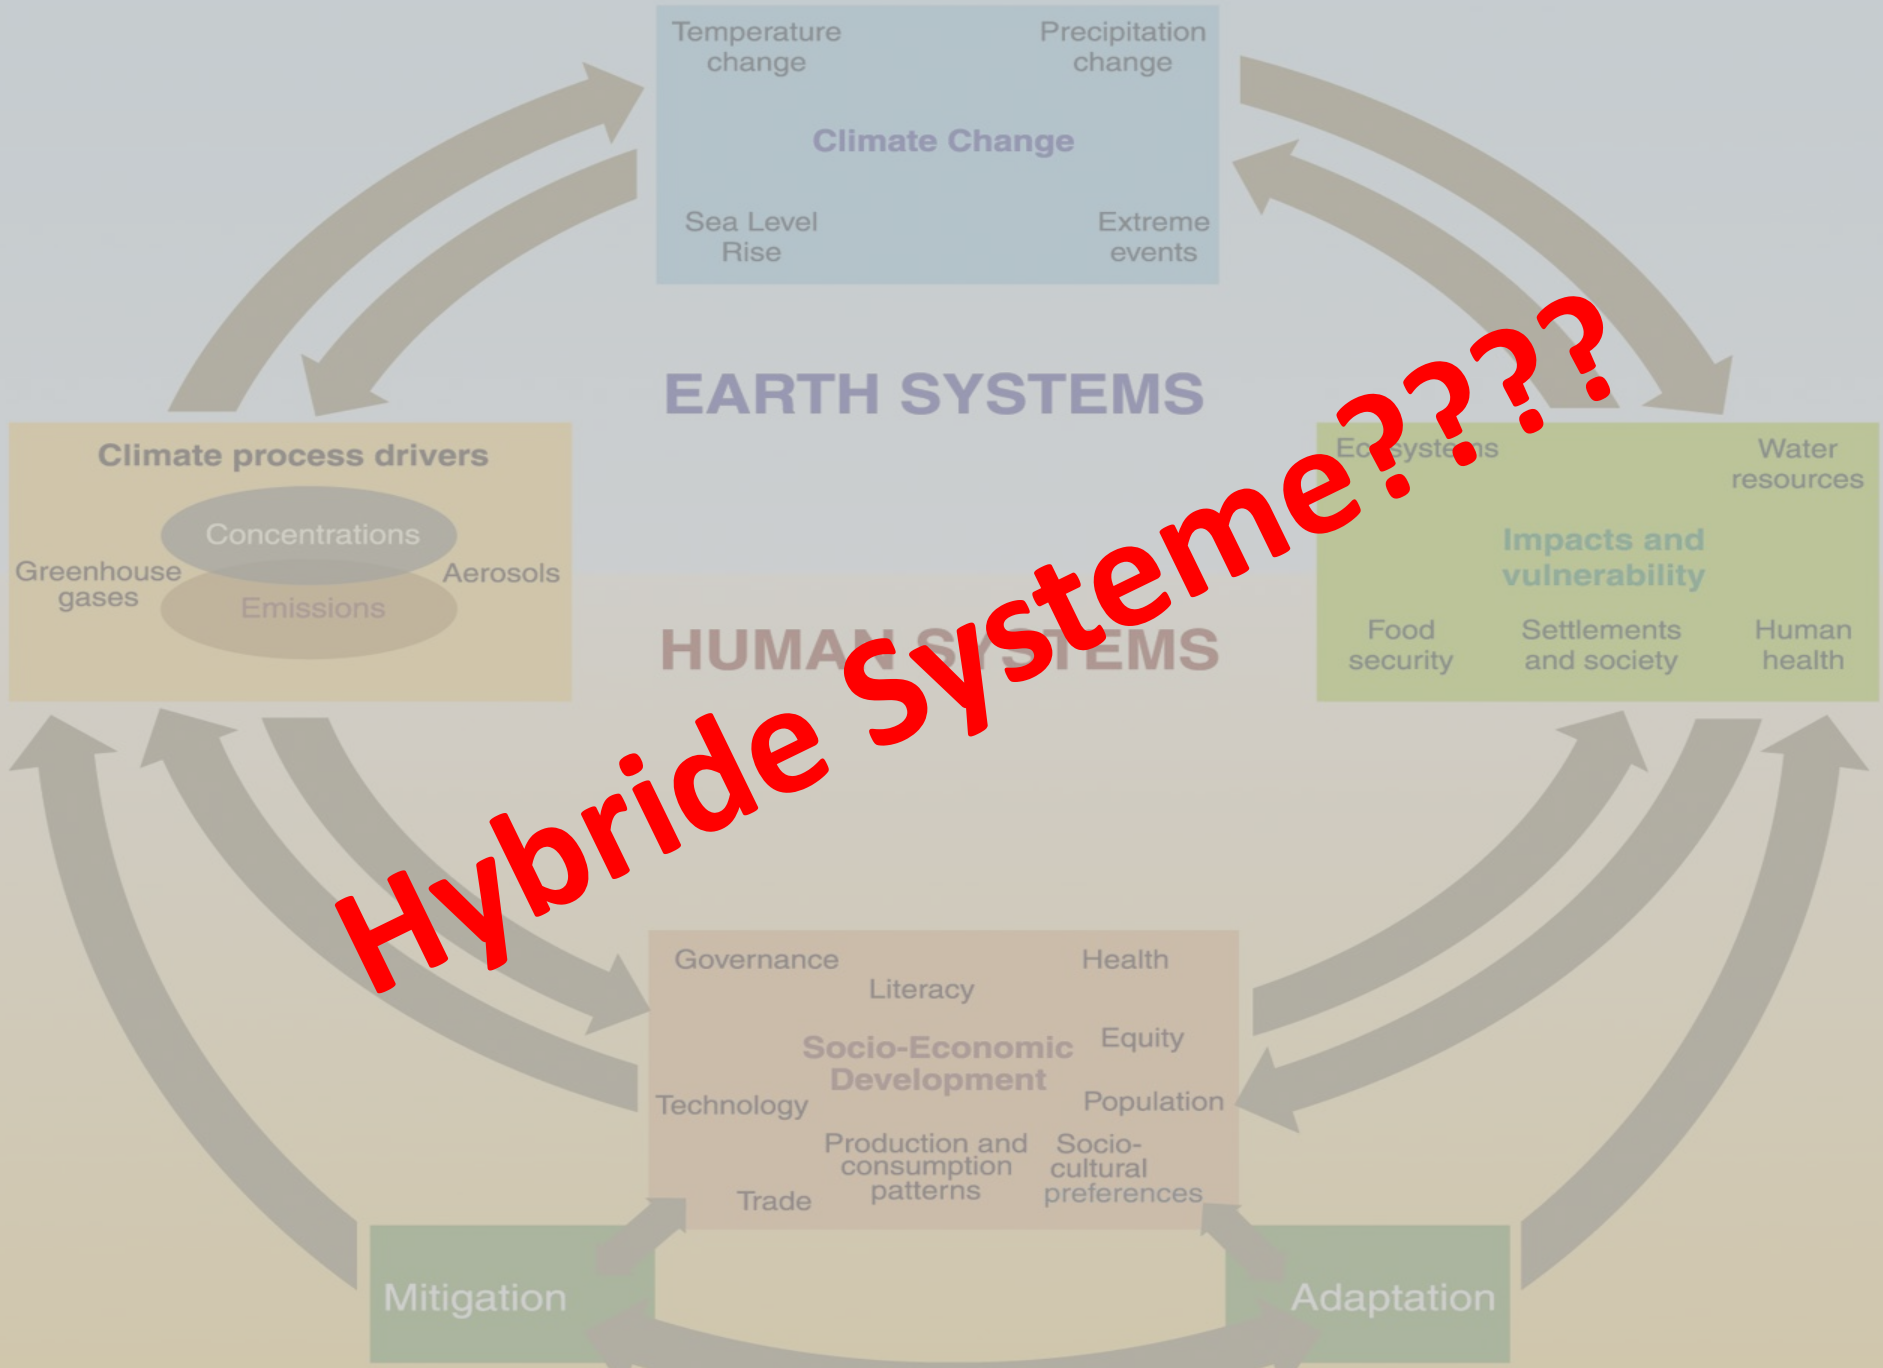 Temperature
change
Precipitation
change
Climate Change
Sea Level
Rise
Extreme
events
EARTH SYSTEMS
Climate process drivers
Concentrations
Greenhouse
gases
Aerosols
Emissions
Ecosystems
Water
resources
Impacts and
vulnerability
Food
security
Settlements
and society
Human
health
HUMAN SYSTEMS
Hybride Systeme????
Governance
Health
Literacy
Equity
Socio-Economic
Development
Technology
Population
Production and
consumption
patterns
Socio-
cultural
preferences
Trade
Mitigation
Adaptation